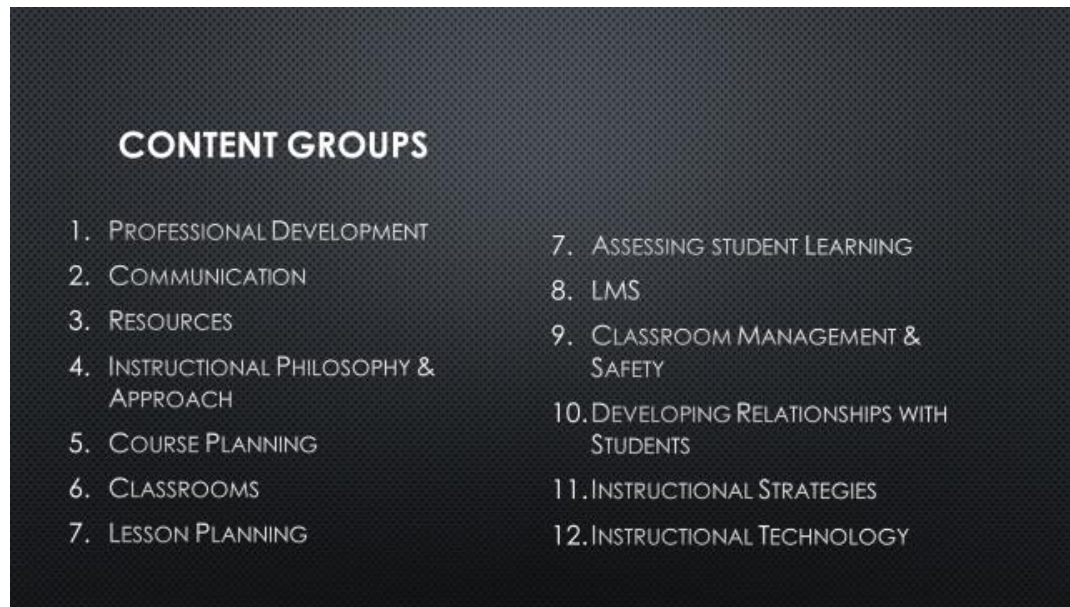 CONTENT GROUPS
1. PROFESSIONAL DEVELOPMENT
2. COMMUNICATION
3. RESOURCES
4. INSTRUCTIONAL PHILOSOPHY &
APPROACH
5. COURSE PLANNING
6. CLASSROOMS
7. LESSON PLANNING
7. ASSESSING STUDENT LEARNING
8. LMS
9. CLASSROOM MANAGEMENT &
SAFETY
10. DEVELOPING RELATIONSHIPS WITH
STUDENTS
11. INSTRUCTIONAL STRATEGIES
12. INSTRUCTIONAL TECHNOLOGY